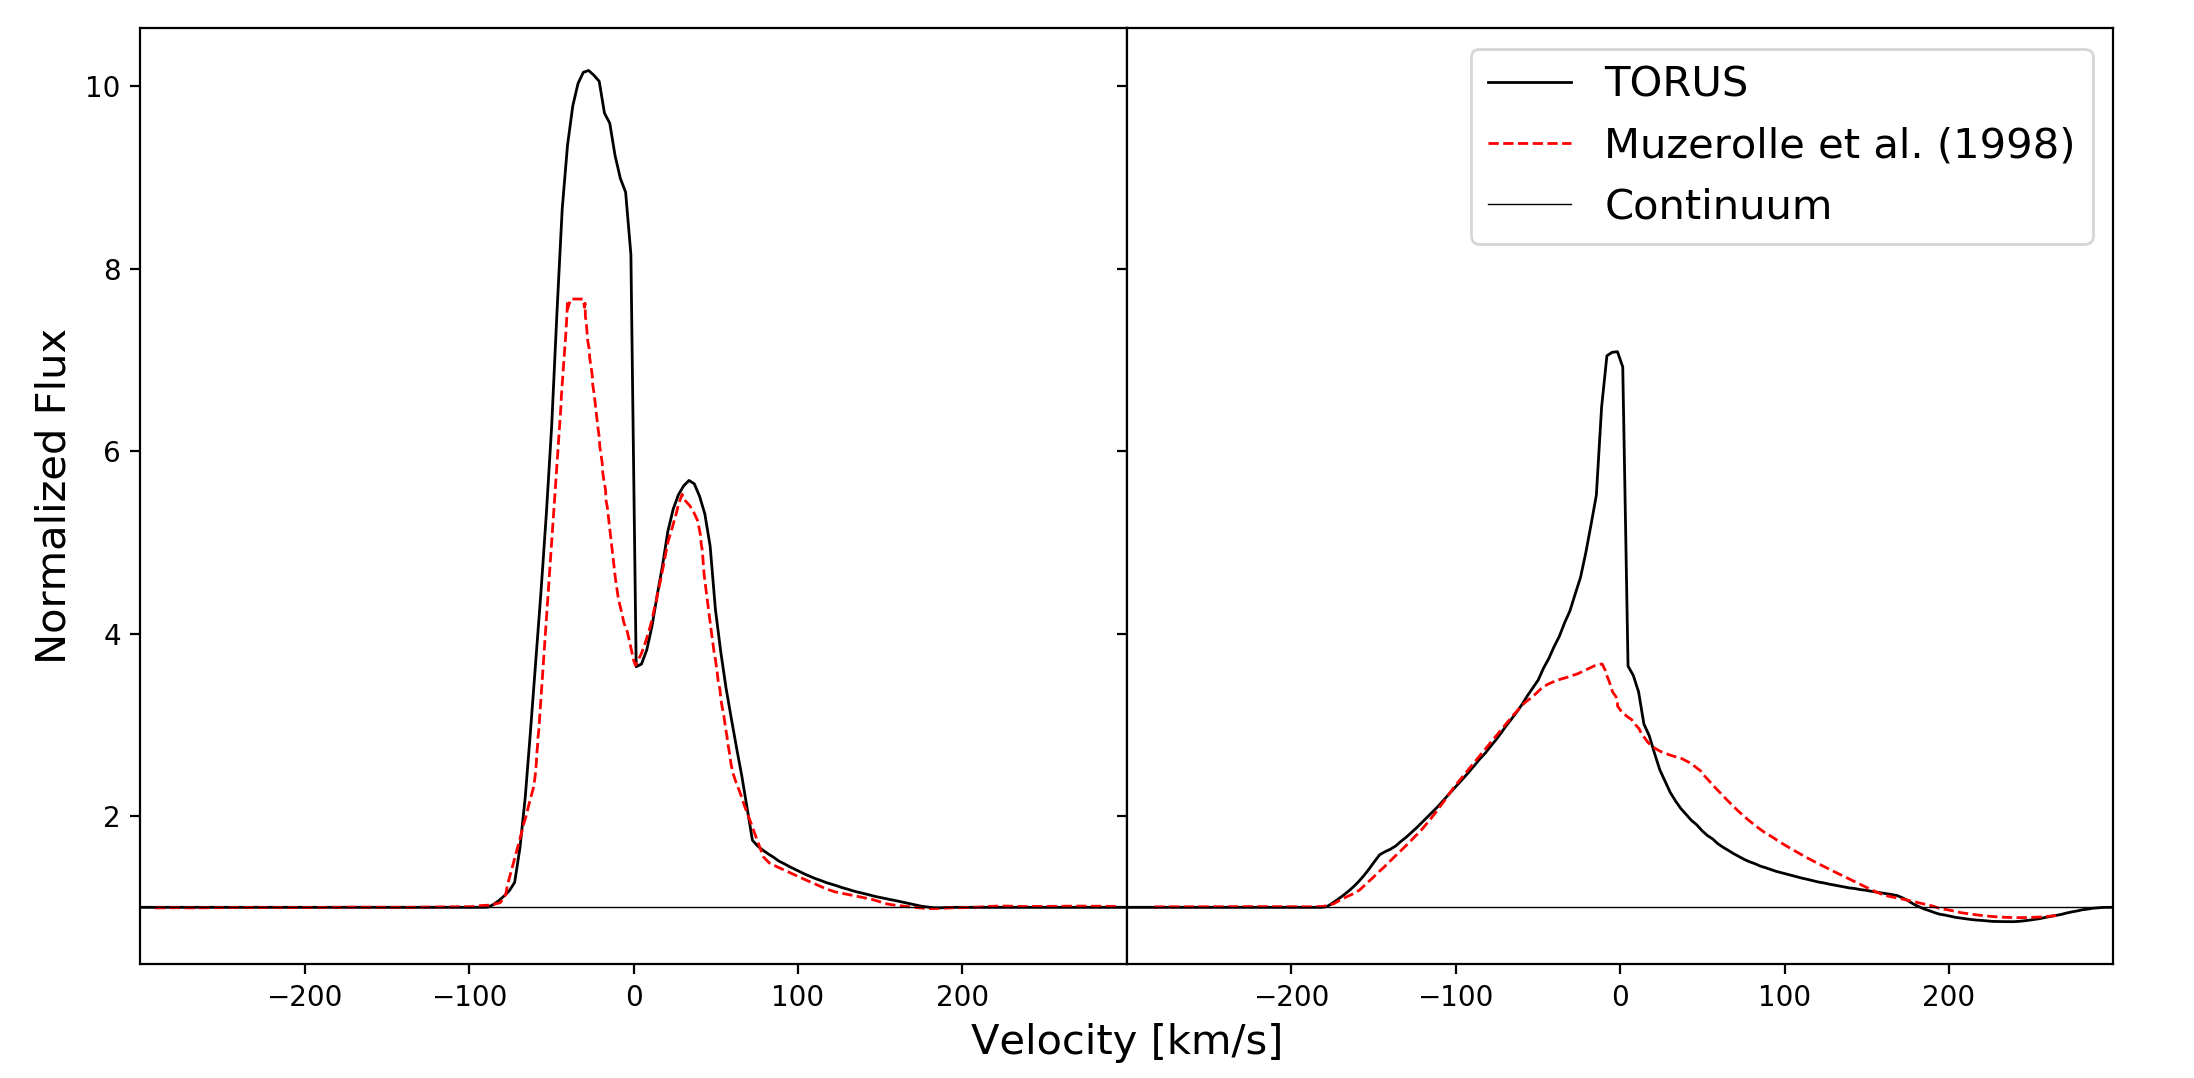 TORUS
Muzerolle et al. (1998)
Continuum
10
8
6
4
2
Normalized Flux
−200 −100 0 100 200 −200 −100 0 100 200
Velocity [km/s]